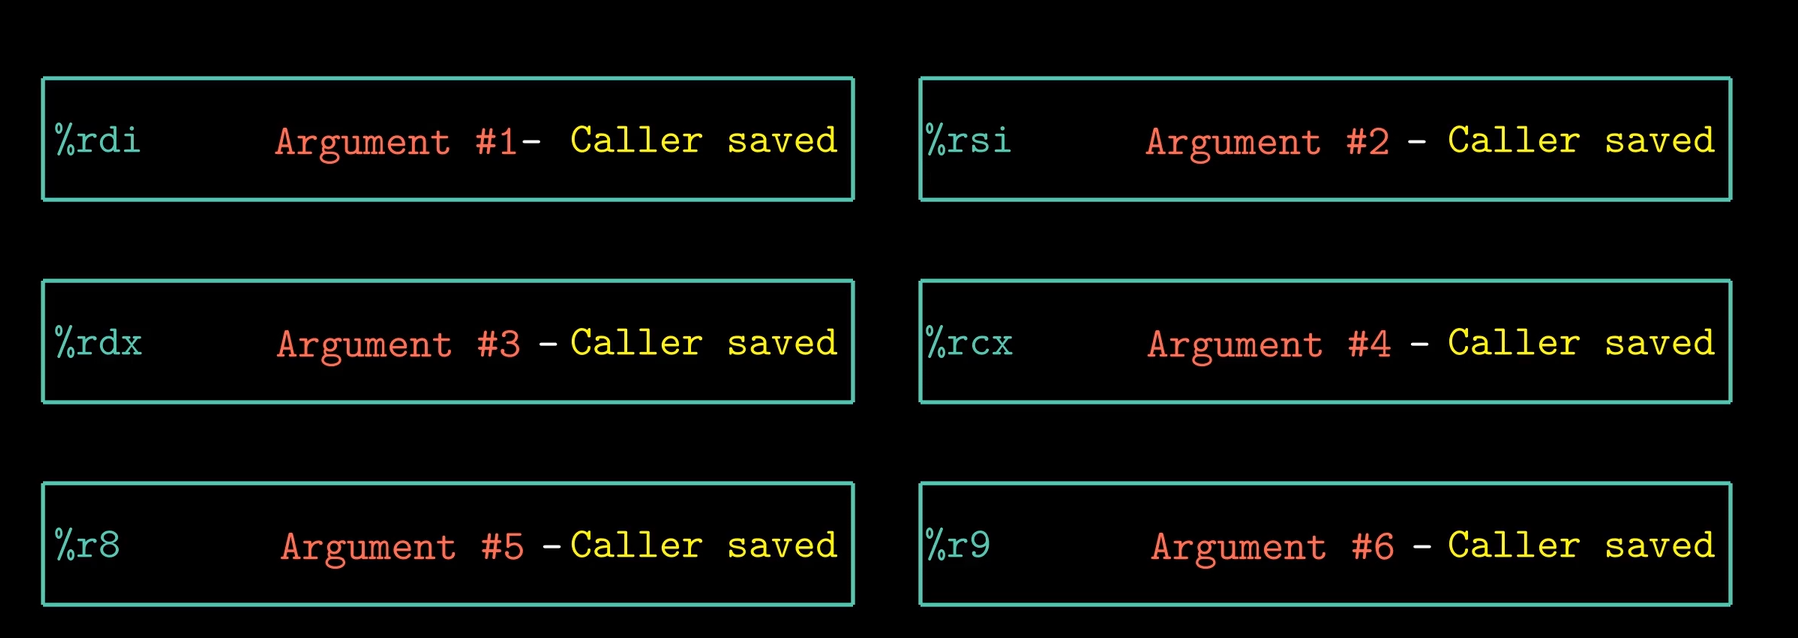 %rdi Argument #1- Caller saved
%rsi Argument #2 - Caller saved
%rdx Argument #3 - Caller saved
%rcx Argument #4 - Caller saved
%r8 Argument #5 - Caller saved
%r9 Argument #6 - Caller saved